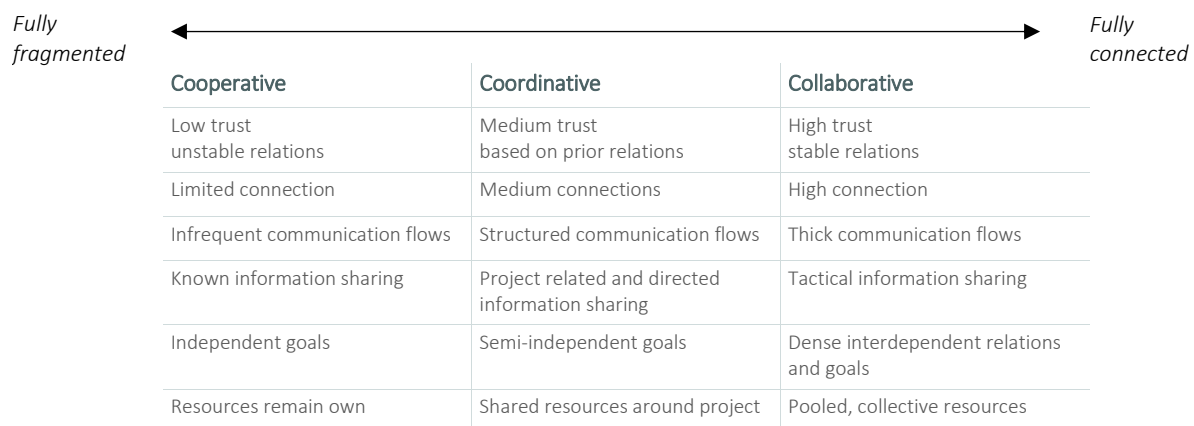 Fully
fragmented
Fully
connected
Cooperative
Coordinative
Collaborative
Low trust
unstable relations
Medium trust
based on prior relations
High trust
stable relations
Limited connection
Medium connections
High connection
Infrequent communication flows
Structured communication flows
Thick communication flows
Known information sharing
Project related and directed
information sharing
Tactical information sharing
Independent goals
Semi-independent goals
Dense interdependent relations
and goals
Resources remain own
Shared resources around project
Pooled, collective resources